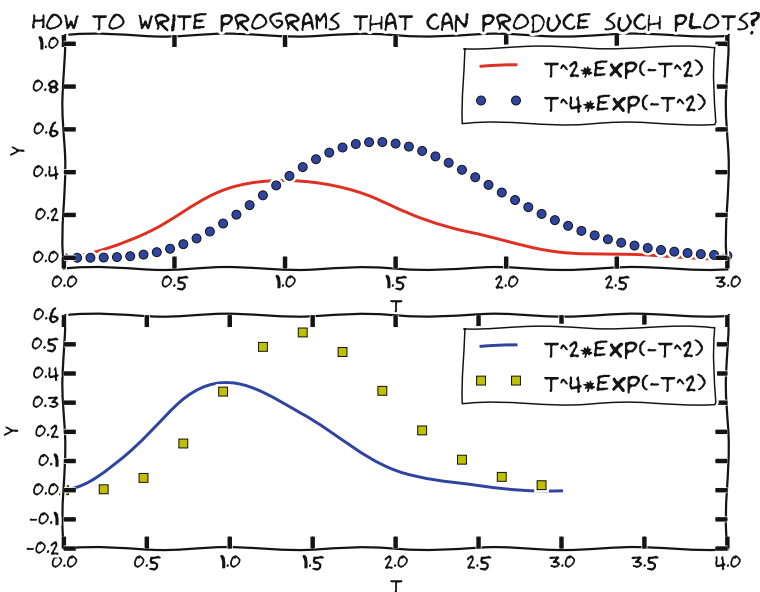 HOW TO WRITE PROGRAMS THAT CAN PRODUCE SUCH PLOTS?
1.0
0.8
0.6
0.4
0.2
0.0
Y
T^2*EXP(-T^2)
T^4*EXP(-T^2)
0.0 0.5 1.0 1.5 2.0 2.5 3.0
T
0.6
0.5
0.4
0.3
0.2
0.1
0.0
-0.1
-0.2
Y
T^2*EXP(-T^2)
T^4*EXP(-T^2)
0.0 0.5 1.0 1.5 2.0 2.5 3.0 3.5 4.0
T